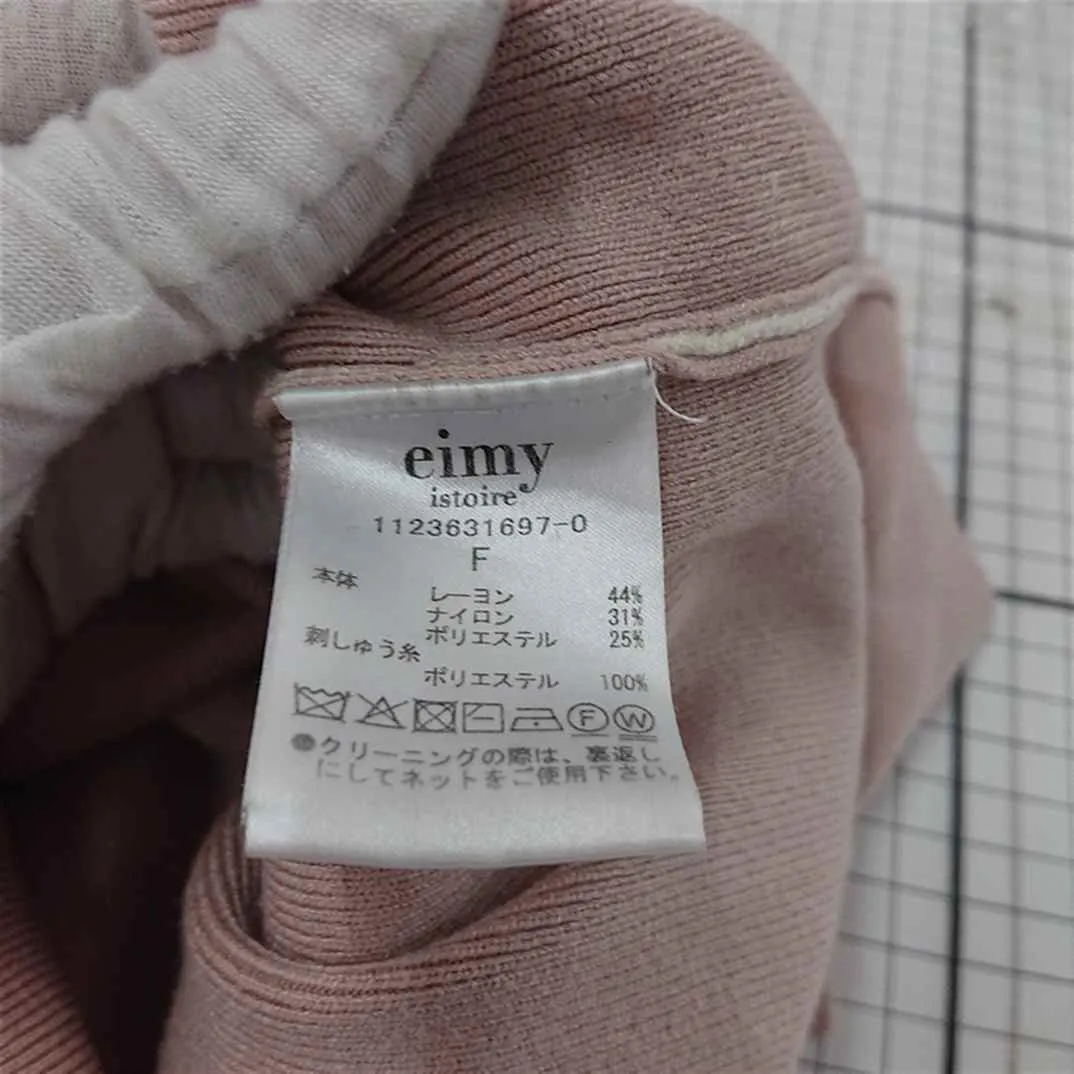 eimy
istoire
1123631697-0
F
本体
レーヨン 44%
ナイロン 31%
ポリエステル 25%
刺しゅう糸
ポリエステル 100%
F W
クリーニングの際は、裏返し
にしてネットをご使用下さい。